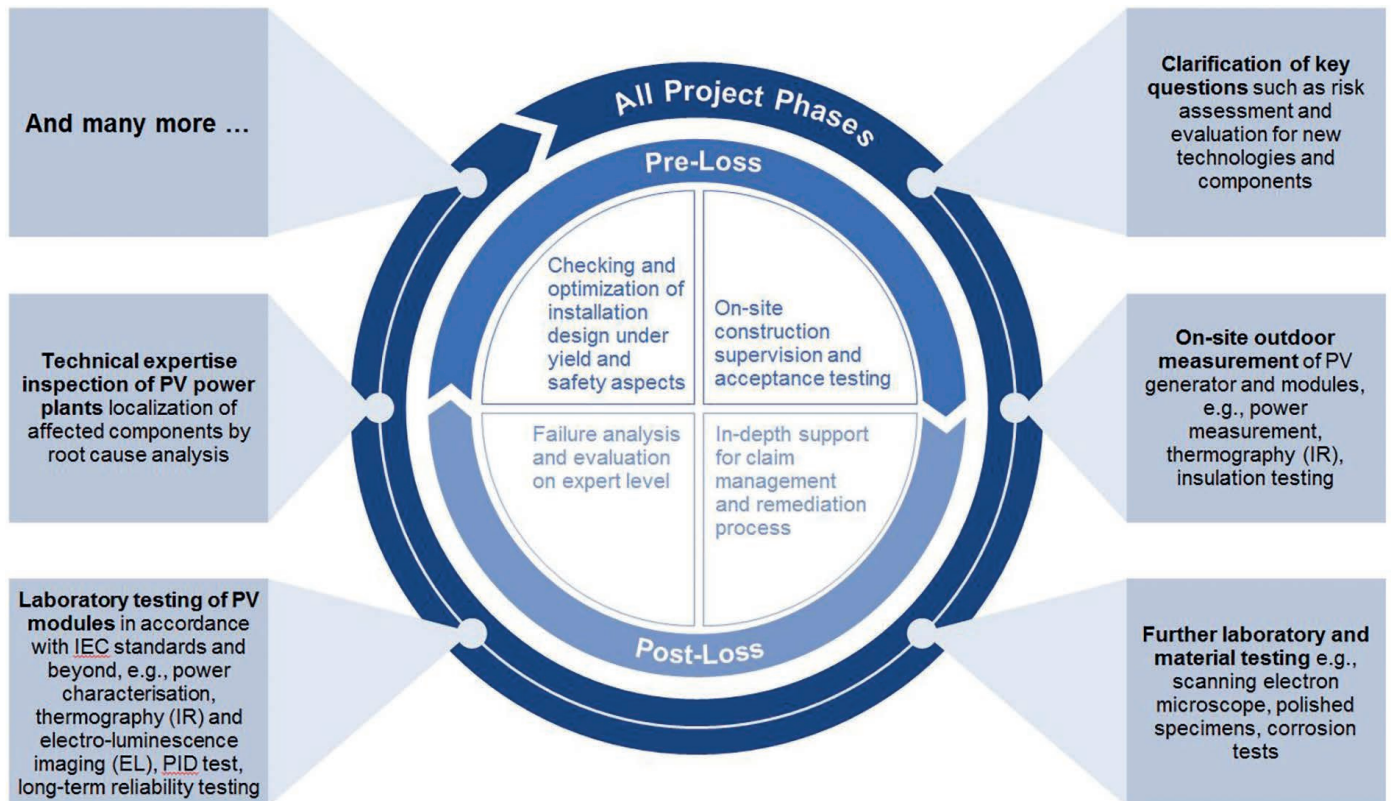 And many more …
All Project Phases
Pre-Loss
Clarification of key
questions such as risk
assessment and
evaluation for new
technologies and
components
Checking and
optimization of
installation
design under
yield and
safety aspects
On-site
construction
supervision and
acceptance testing
Technical expertise
inspection of PV power
plants localization of
affected components by
root cause analysis
On-site outdoor
measurement of PV
generator and modules,
e.g., power
measurement,
thermography (IR),
insulation testing
Failure analysis
and evaluation
on expert level
In-depth support
for claim
management
and remediation
process
Post-Loss
Laboratory testing of PV
modules in accordance
with IEC standards and
beyond, e.g., power
characterisation,
thermography (IR) and
electro-luminescence
imaging (EL), PID test,
long-term reliability testing
Further laboratory and
material testing e.g.,
scanning electron
microscope, polished
specimens, corrosion
tests